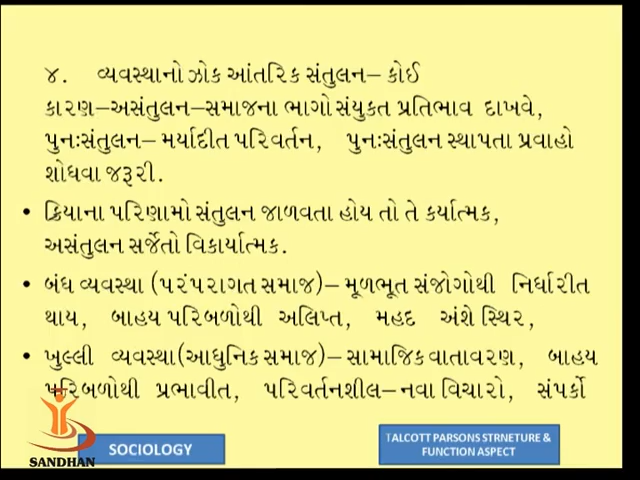 ૪. વ્યવસ્થાનો ઝોક આંતરિક સંતુલન– કોઈ
કારણ–અસંતુલન–સમાજના ભાગો સંયુકત પ્રતિભાવ દાખવે,
પુનઃસંતુલન– મર્યાદીત પરિવર્તન, પુનઃસંતુલન સ્થાપતા પ્રવાહો
શોધવા જરૂરી.
• ક્રિયાના પરિણામો સંતુલન જાળવતા હોય તો તે કર્યાત્મક,
અસંતુલન સર્જેતો વિકાર્યાત્મક.
• બંધ વ્યવસ્થા (પરંપરાગત સમાજ)– મૂળભૂત સંજોગોથી નિર્ધારીત
થાય, બાહય પરિબળોથી અલિપ્ત, મહદ અંશે સ્થિર,
• ખુલ્લી વ્યવસ્થા(આધુનિક સમાજ)–સામાજિક વાતાવરણ, બાહય
પરિબળોથી પ્રભાવીત, પરિવર્તનશીલ–નવા વિચારો, સંપર્કો
SANDHAN
SOCIOLOGY
TALCOTT PARSONS STRNETURE &
FUNCTION ASPECT